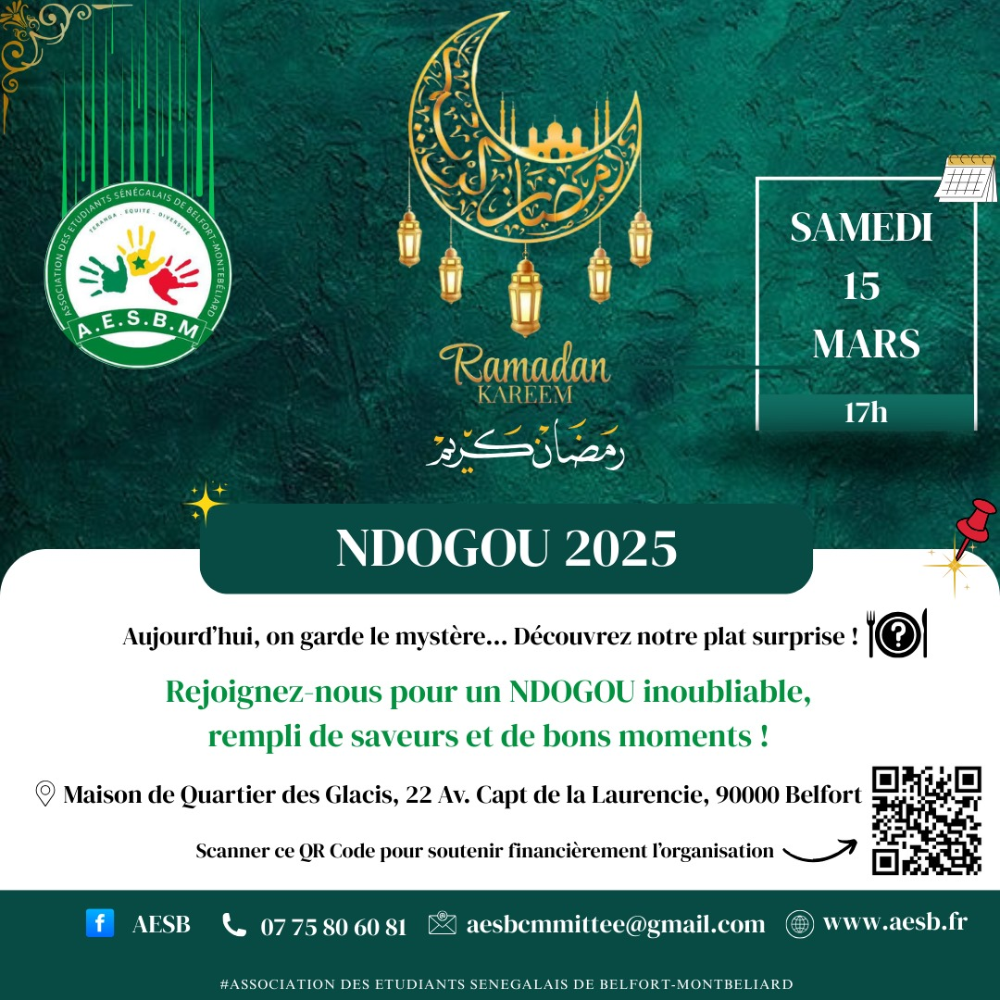 ASSOCIATION DES ETUDIANTS SÉNÉGALAIS DE BELFORT-MONTEBÉLIARD
TERANGA - EQUITÉ - DIVERSITÉ
A.E.S.B.M
Ramadan
KAREEM
رمضان كريم
SAMEDI
15
MARS
17h
NDOGOU 2025
Aujourd’hui, on garde le mystère... Découvrez notre plat surprise !
Rejoignez-nous pour un NDOGOU inoubliable,
rempli de saveurs et de bons moments !
Maison de Quartier des Glacis, 22 Av. Capt de la Laurencie, 90000 Belfort
Scanner ce QR Code pour soutenir financièrement l’organisation
AESB
07 75 80 60 81
aesbcmmittee@gmail.com
www.aesb.fr
#ASSOCIATION DES ETUDIANTS SENEGALAIS DE BELFORT-MONTBELIARD